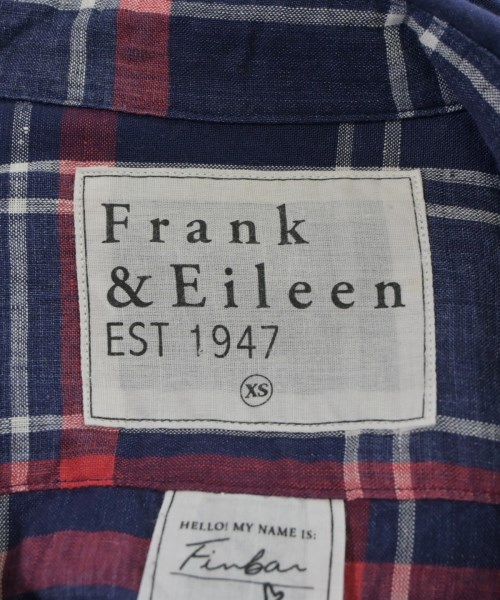 Frank
& Eileen
EST 1947
XS
HELLO! MY NAME IS:
Finbar